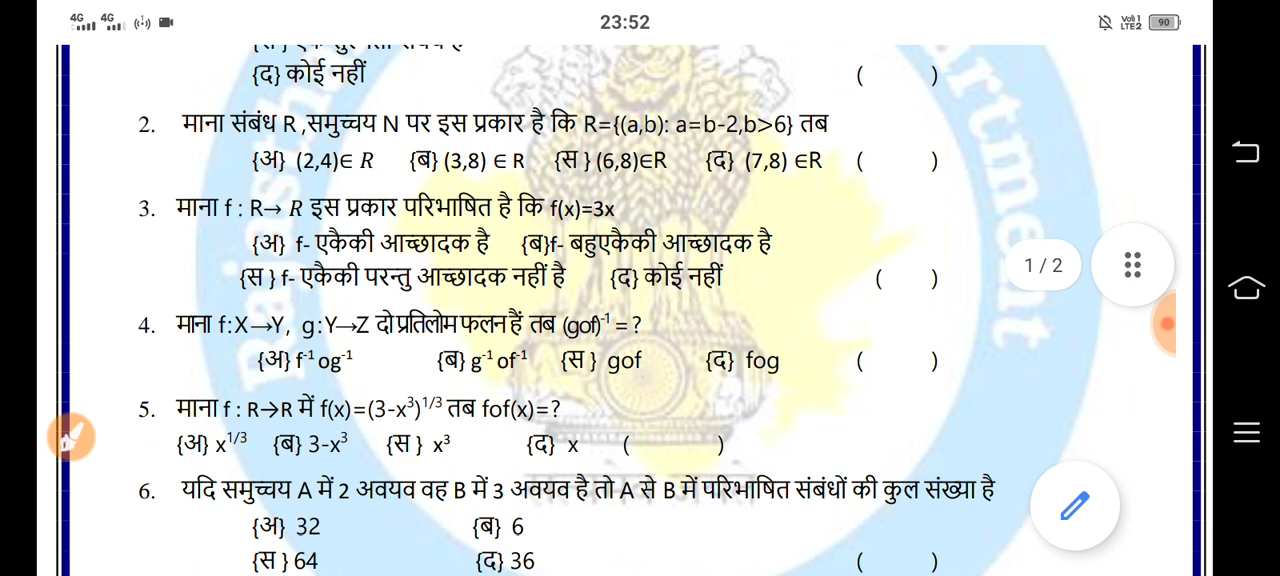 4G 4G 23:52 Vo) 1 LTE2 90
{द} कोई नहीं ( )
2. माना संबंध R ,समुच्चय N पर इस प्रकार है कि R={(a,b): a=b-2,b>6} तब
{अ} (2,4)∈ R {ब} (3,8) ∈ R {स } (6,8)∈R {द} (7,8) ∈R ( )
3. माना f : R→ R इस प्रकार परिभाषित है कि f(x)=3x
{अ} f- एकैकी आच्छादक है {ब}f- बहुएकैकी आच्छादक है
{स } f- एकैकी परन्तु आच्छादक नहीं है {द} कोई नहीं ( )
1 / 2
4. माना f:X→Y, g:Y→Z दो प्रतिलोम फलन हैं तब (gof)⁻¹ = ?
{अ} f⁻¹ og⁻¹ {ब} g⁻¹ of⁻¹ {स } gof {द} fog ( )
5. माना f : R→R में f(x)=(3-x³)¹/³ तब fof(x)=?
{अ} x¹/³ {ब} 3-x³ {स } x³ {द} x ( )
6. यदि समुच्चय A में 2 अवयव वह B में 3 अवयव है तो A से B में परिभाषित संबंधों की कुल संख्या है
{अ} 32 {ब} 6
{स } 64 {द} 36 ( )